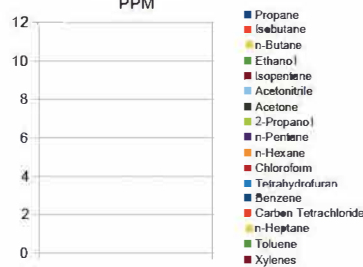 PPM
12
10
8
6
4
2
0
Propane
Isobutane
n-Butane
Ethanol
Isopentane
Acetonitrile
Acetone
2-Propanol
n-Pentane
n-Hexane
Chloroform
Tetrahydrofuran
Benzene
Carbon Tetrachloride
n-Heptane
Toluene
Xylenes